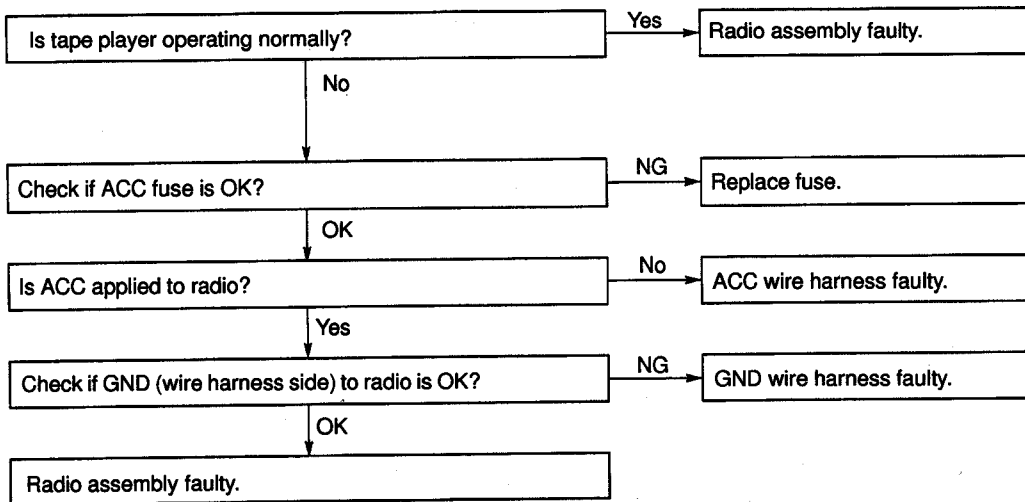 Is tape player operating normally?
Yes
Radio assembly faulty.
No
Check if ACC fuse is OK?
NG
Replace fuse.
OK
Is ACC applied to radio?
No
ACC wire harness faulty.
Yes
Check if GND (wire harness side) to radio is OK?
NG
GND wire harness faulty.
OK
Radio assembly faulty.